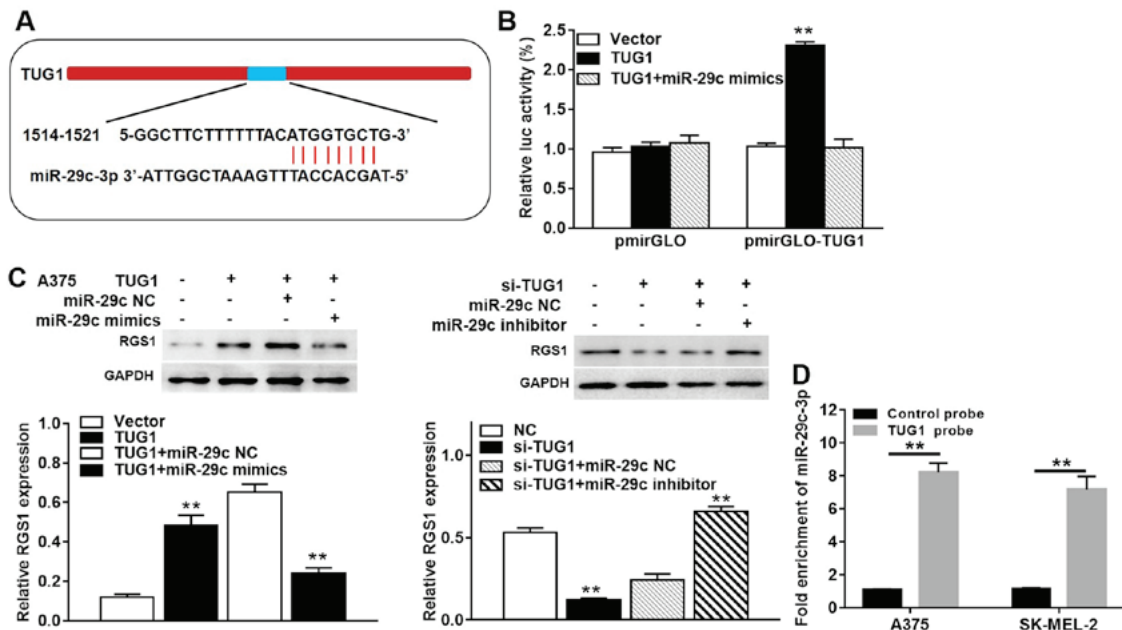 A
TUG1
1514-1521 5-GGCTTCTTTTTTACATGGTGCTG-3'
miR-29c-3p 3'-ATTGGCTAAAGTTTACCACGAT-5'
B
Relative luc activity (%)
2.5
2.0
1.5
1.0
0.5
0.0
Vector
TUG1
TUG1+miR-29c mimics
**
pmirGLO pmirGLO-TUG1
C
A375 TUG1 - + + +
miR-29c NC - - + -
miR-29c mimics - - - +
RGS1
GAPDH
Relative RGS1 expression
1.0
0.8
0.6
0.4
0.2
0.0
Vector
TUG1
TUG1+miR-29c NC
TUG1+miR-29c mimics
**
**
si-TUG1 - + + +
miR-29c NC - - + -
miR-29c inhibitor - - - +
RGS1
GAPDH
Relative RGS1 expression
1.0
0.5
0.0
NC
si-TUG1
si-TUG1+miR-29c NC
si-TUG1+miR-29c inhibitor
**
**
D
Fold enrichment of miR-29c-3p
12
10
8
6
4
2
0
Control probe
TUG1 probe
**
**
A375 SK-MEL-2